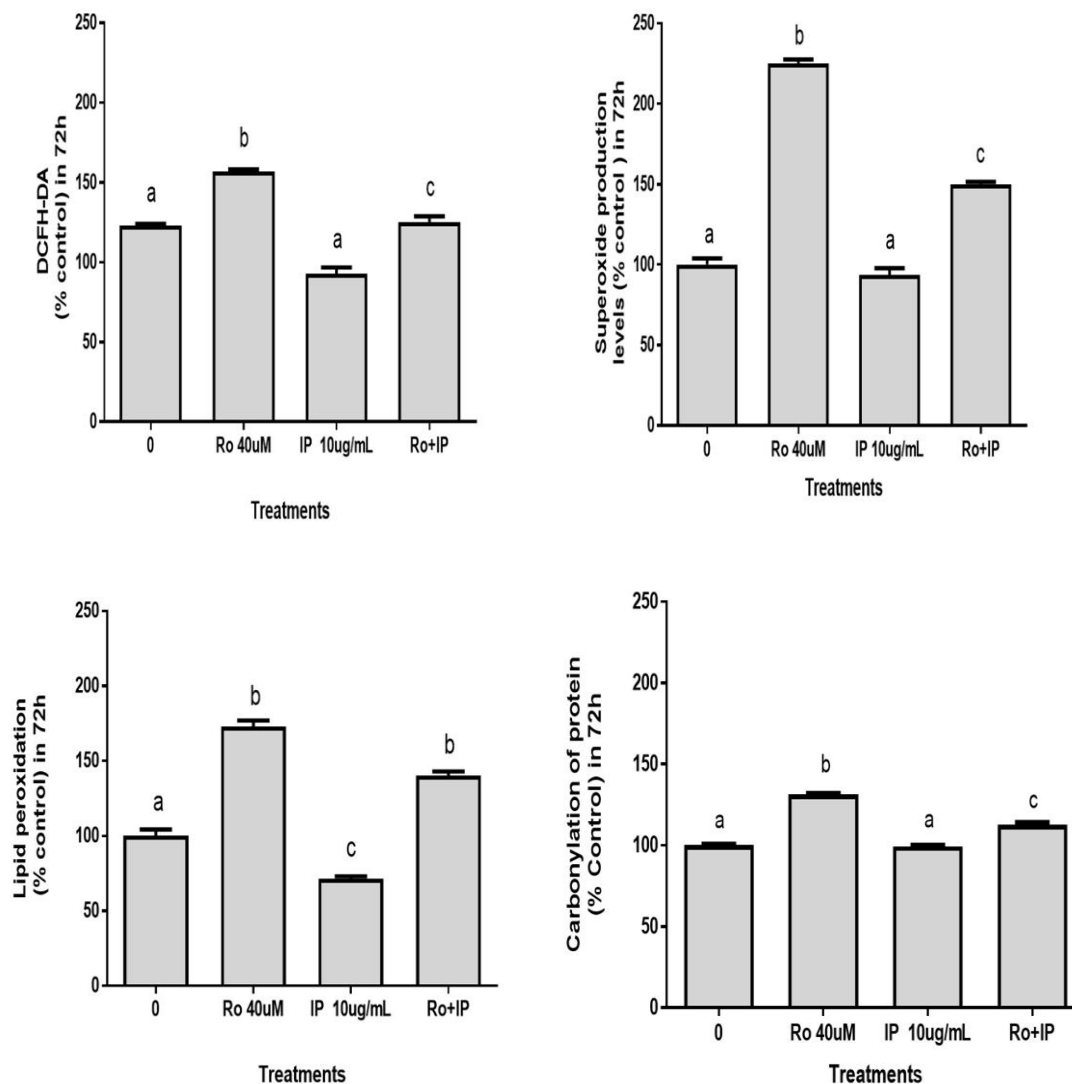 DCFH-DA
(% control) in 72h
250
200
150
100
50
0
a
b
a
c
0 Ro 40uM IP 10ug/mL Ro+IP
Treatments
Superoxide production
levels (% control ) in 72h
250
200
150
100
50
0
a
b
a
c
0 Ro 40uM IP 10ug/mL Ro+IP
Treatments
Lipid peroxidation
(% control) in 72h
250
200
150
100
50
0
a
b
c
b
0 Ro 40uM IP 10ug/mL Ro+IP
Treatments
Carbonylation of protein
(% Control) in 72h
250
200
150
100
50
0
a
b
a
c
0 Ro 40uM IP 10ug/mL Ro+IP
Treatments